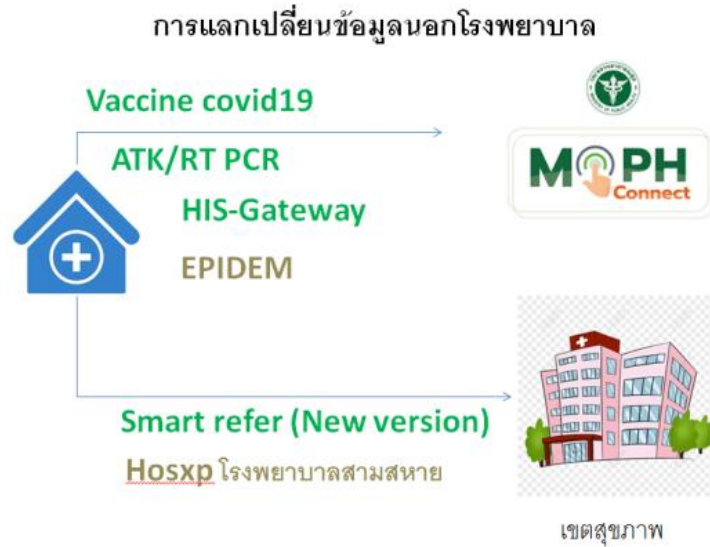 การแลกเปลี่ยนข้อมูลนอกโรงพยาบาล
Vaccine covid19
ATK/RT PCR
HIS-Gateway
EPIDEM
MOPH
Connect
Smart refer (New version)
Hosxp โรงพยาบาลสามสหาย
เขตสุขภาพ